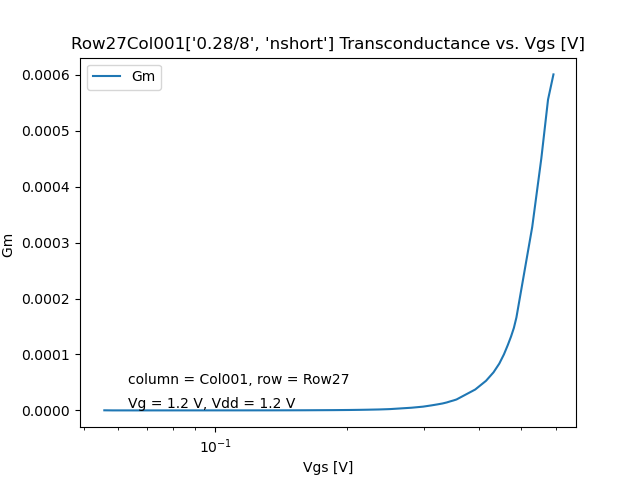 Row27Col001['0.28/8', 'nshort'] Transconductance vs. Vgs [V]
Gm
0.0006
0.0005
0.0004
0.0003
0.0002
0.0001
0.0000
Gm
column = Col001, row = Row27
Vg = 1.2 V, Vdd = 1.2 V
10⁻¹
Vgs [V]